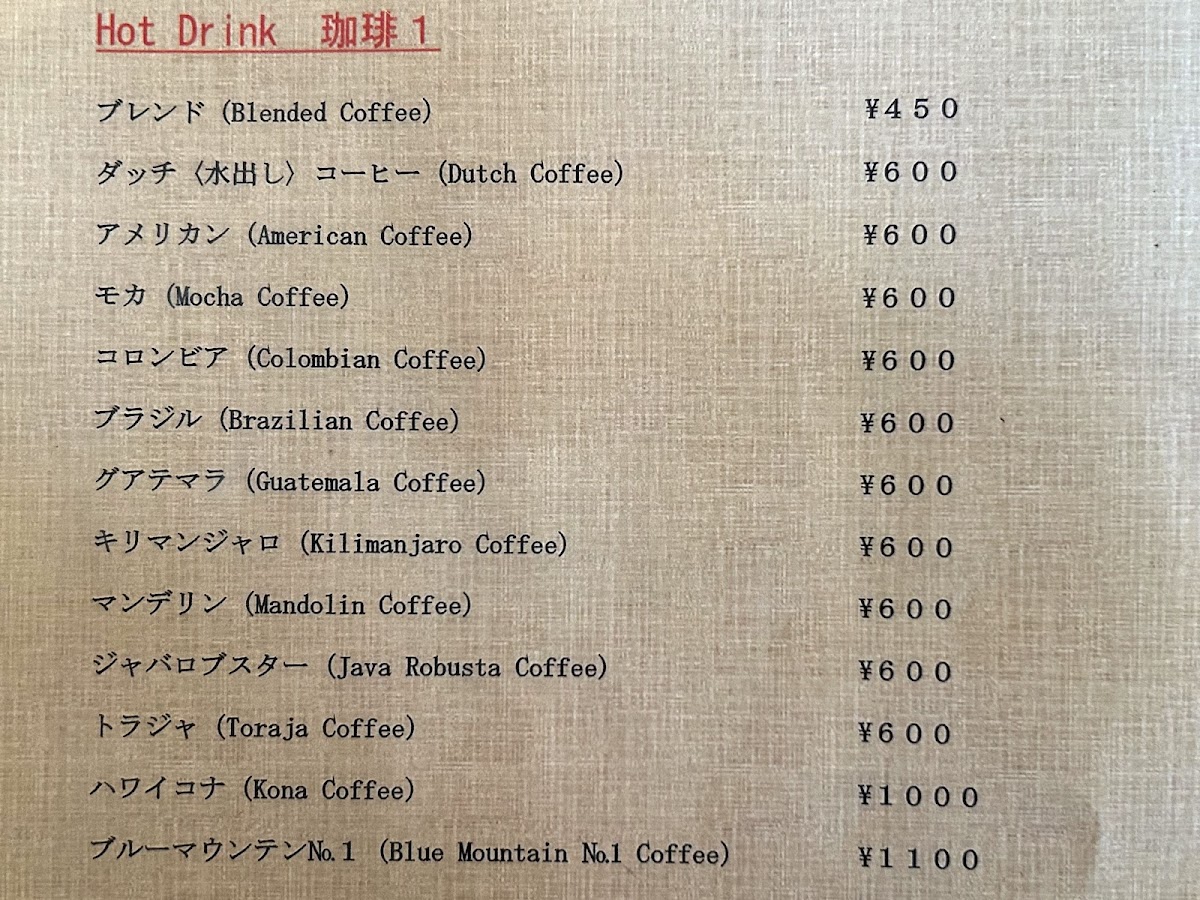 Hot Drink 珈琲１
ブレンド (Blended Coffee) ¥４５０
ダッチ〈水出し〉コーヒー (Dutch Coffee) ¥６００
アメリカン (American Coffee) ¥６００
モカ (Mocha Coffee) ¥６００
コロンビア (Colombian Coffee) ¥６００
ブラジル (Brazilian Coffee) ¥６００
グアテマラ (Guatemala Coffee) ¥６００
キリマンジャロ (Kilimanjaro Coffee) ¥６００
マンデリン (Mandolin Coffee) ¥６００
ジャバロブスター (Java Robusta Coffee) ¥６００
トラジャ (Toraja Coffee) ¥６００
ハワイコナ (Kona Coffee) ¥１０００
ブルーマウンテン№１ (Blue Mountain №1 Coffee) ¥１１００